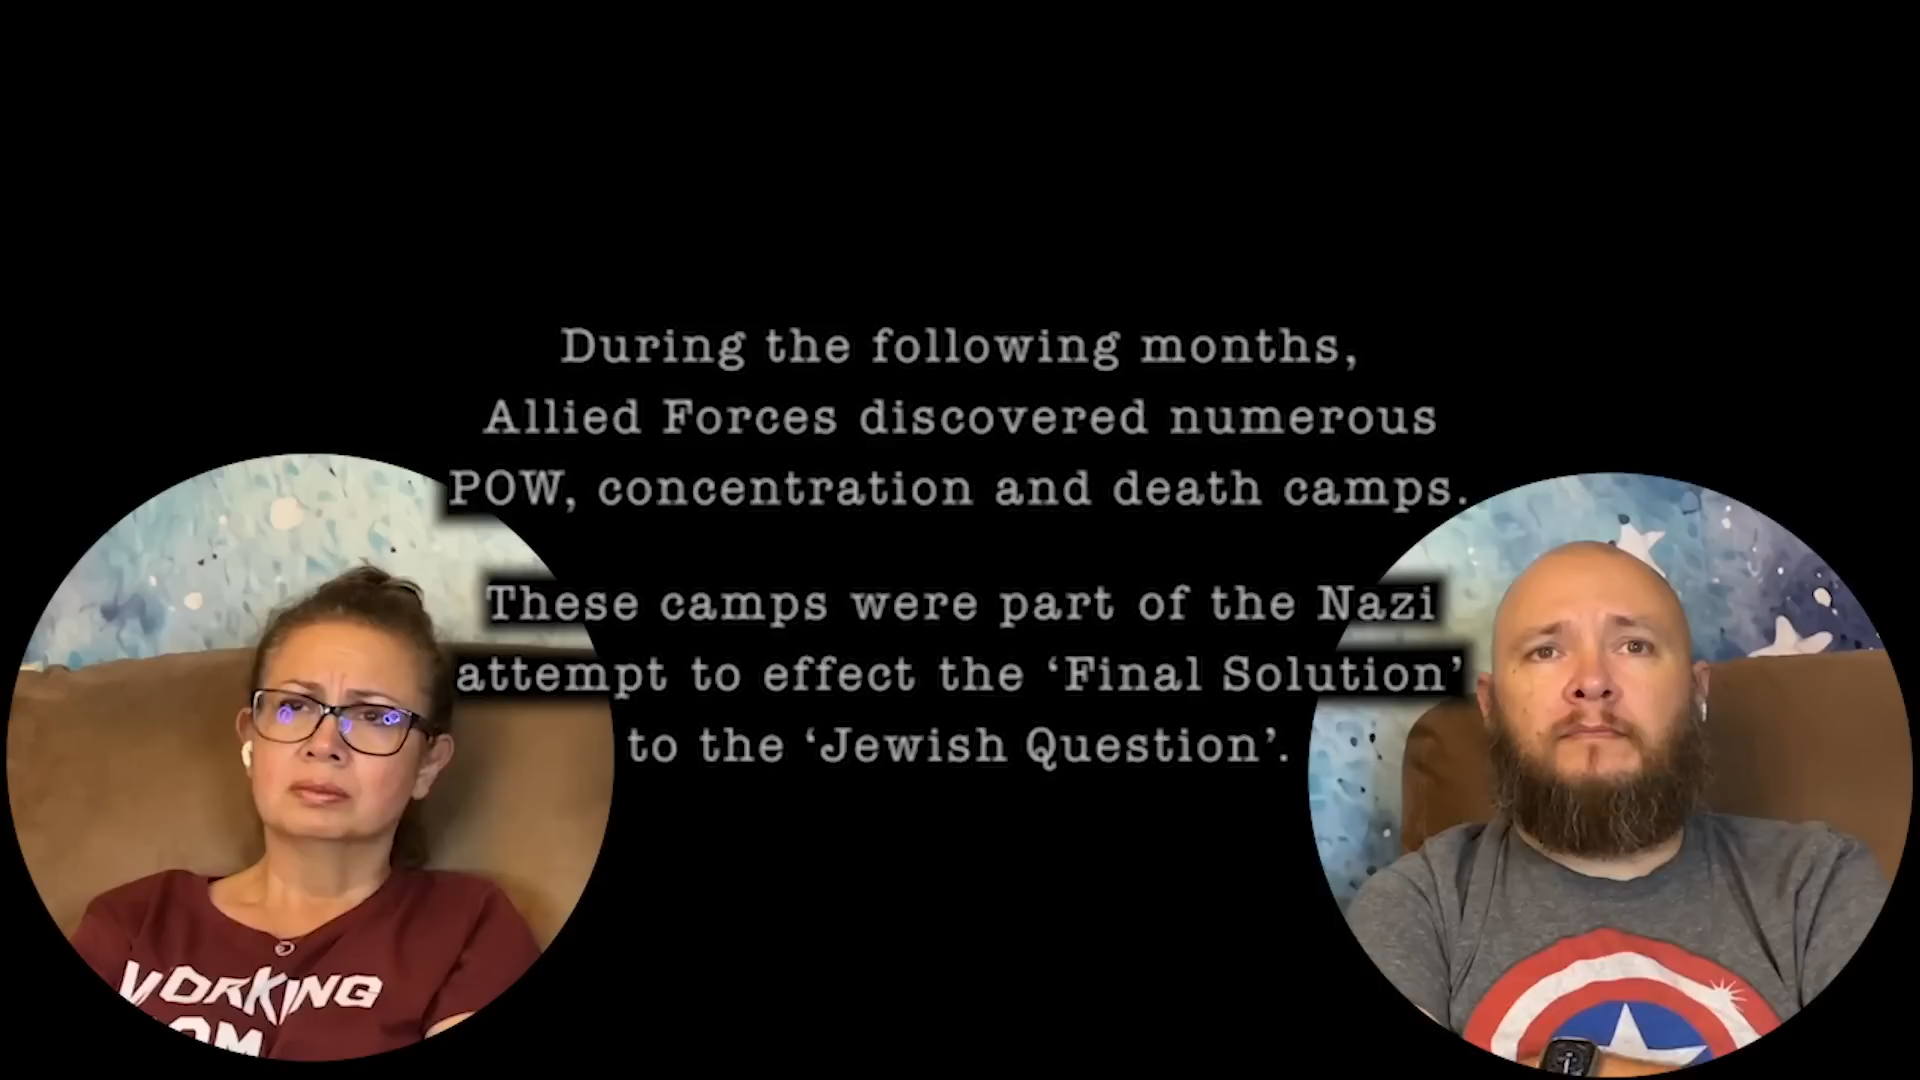 During the following months,
Allied Forces discovered numerous
POW, concentration and death camps.
These camps were part of the Nazi
attempt to effect the ‘Final Solution’
to the ‘Jewish Question’.
WORKING